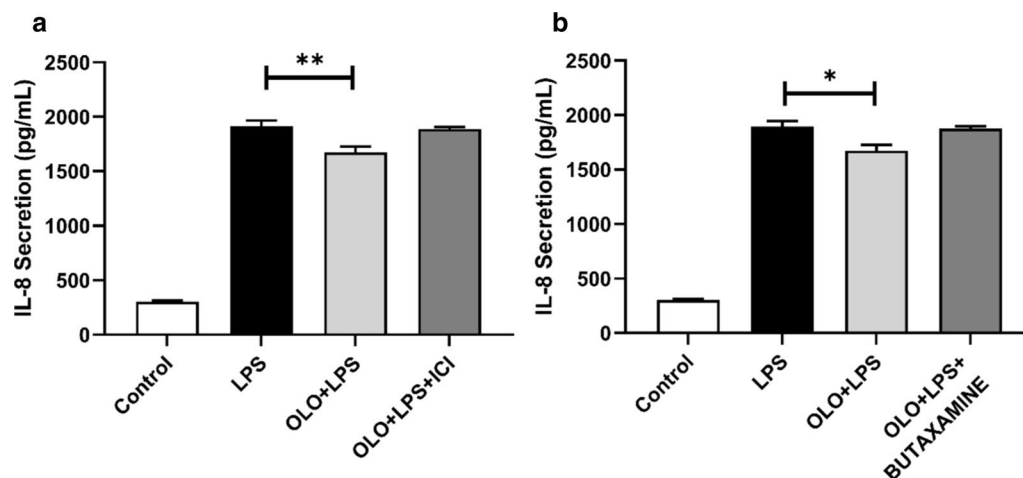 a
IL-8 Secretion (pg/mL)
2500
2000
1500
1000
500
0
**
Control
LPS
OLO+LPS
OLO+LPS+ICI
b
IL-8 Secretion (pg/mL)
2500
2000
1500
1000
500
0
*
Control
LPS
OLO+LPS
OLO+LPS+
BUTAXAMINE